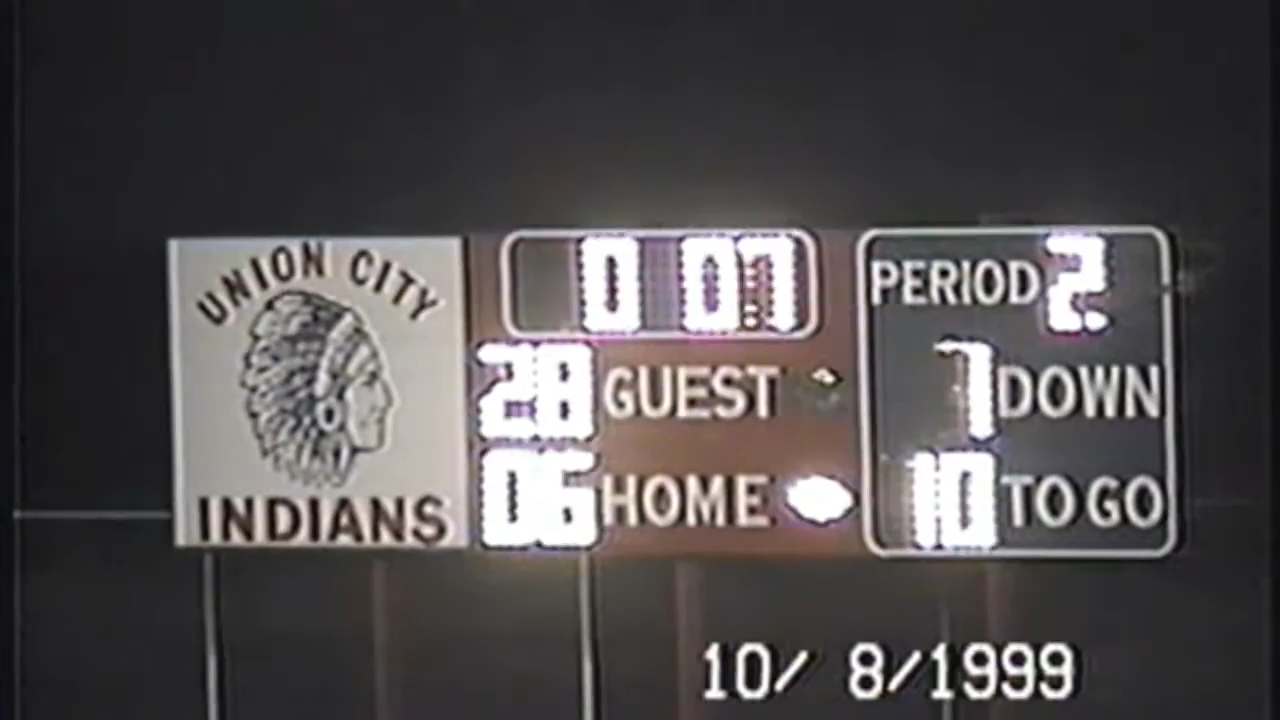 UNION CITY
INDIANS
0 07
28 GUEST
06 HOME
PERIOD 2
7 DOWN
10 TO GO
10/ 8/1999